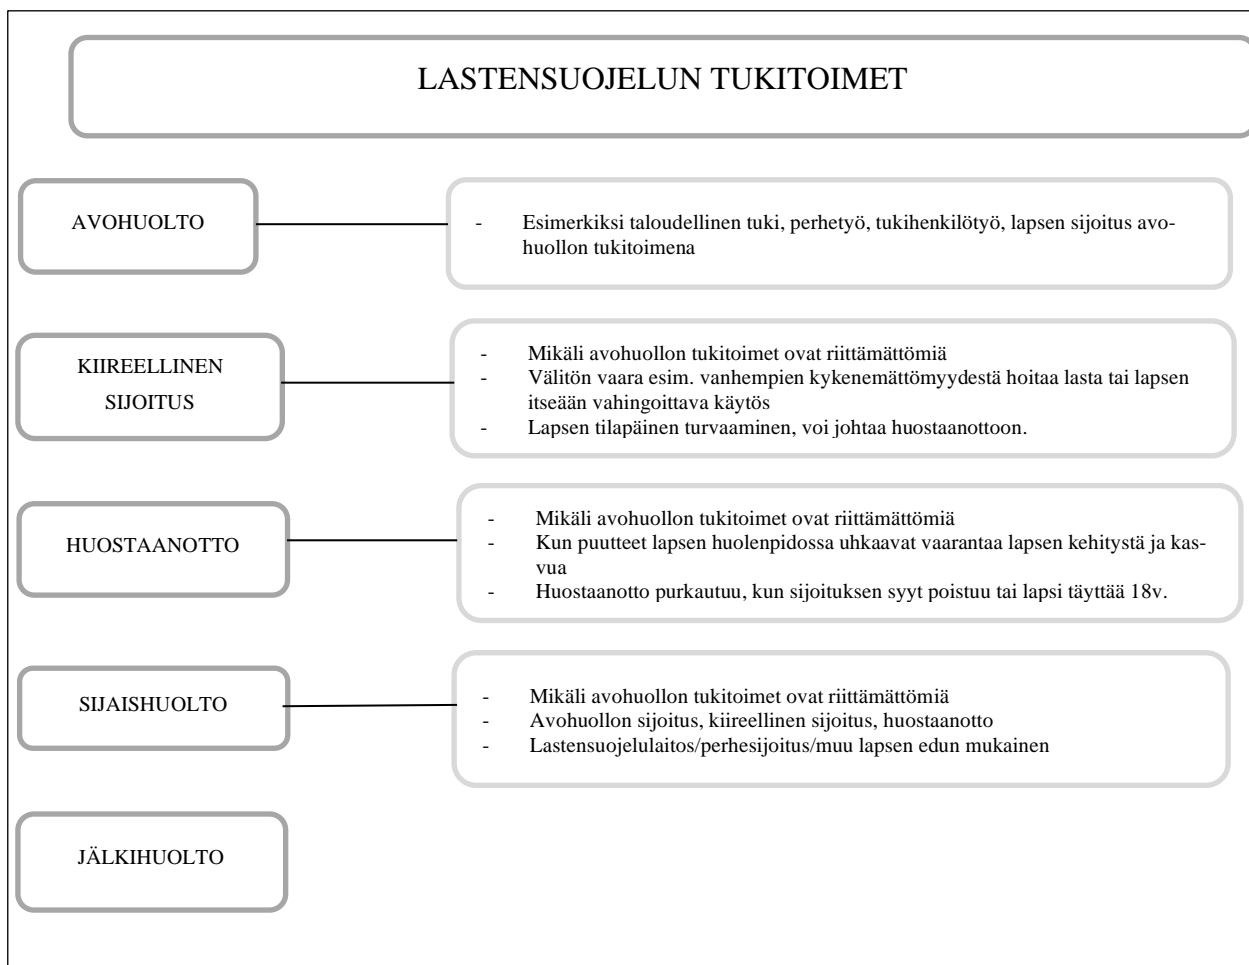 LASTENSUOJELUN TUKITOIMET
AVOHUOLTO
- Esimerkiksi taloudellinen tuki, perhetyö, tukihenkilötyö, lapsen sijoitus avo-
huollon tukitoimena
KIIREELLINEN
SIJOITUS
- Mikäli avohuollon tukitoimet ovat riittämättömiä
- Välitön vaara esim. vanhempien kykenemättömyydestä hoitaa lasta tai lapsen
itseään vahingoittava käytös
- Lapsen tilapäinen turvaaminen, voi johtaa huostaanottoon.
HUOSTAANOTTO
- Mikäli avohuollon tukitoimet ovat riittämättömiä
- Kun puutteet lapsen huolenpidossa uhkaavat vaarantaa lapsen kehitystä ja kas-
vua
- Huostaanotto purkautuu, kun sijoituksen syyt poistuu tai lapsi täyttää 18v.
SIJAISHUOLTO
- Mikäli avohuollon tukitoimet ovat riittämättömiä
- Avohuollon sijoitus, kiireellinen sijoitus, huostaanotto
- Lastensuojelulaitos/perhesijoitus/muu lapsen edun mukainen
JÄLKIHUOLTO